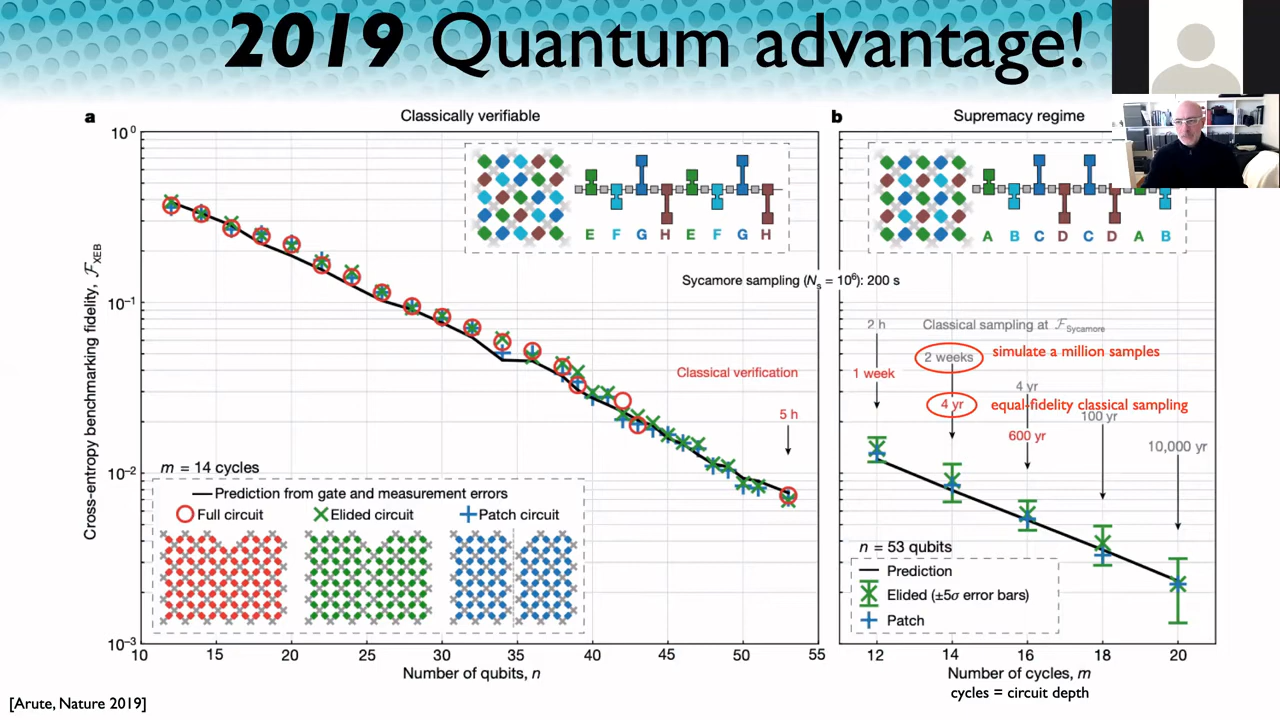 2019 Quantum advantage!
a
Classically verifiable
b
Supremacy regime
Cross-entropy benchmarking fidelity, ℱXEB
10⁰
10⁻¹
10⁻²
10⁻³
E F G H E F G H
A B C D C D A B
Sycamore sampling (Nₛ = 10⁶): 200 s
Classical verification
5 h
m = 14 cycles
Prediction from gate and measurement errors
Full circuit Elided circuit Patch circuit
10 15 20 25 30 35 40 45 50 55
Number of qubits, n
2 h Classical sampling at ℱSycamore
2 weeks simulate a million samples
1 week
4 yr
4 yr equal-fidelity classical sampling
100 yr
600 yr
10,000 yr
n = 53 qubits
Prediction
Elided (±5σ error bars)
Patch
12 14 16 18 20
Number of cycles, m
cycles = circuit depth
[Arute, Nature 2019]